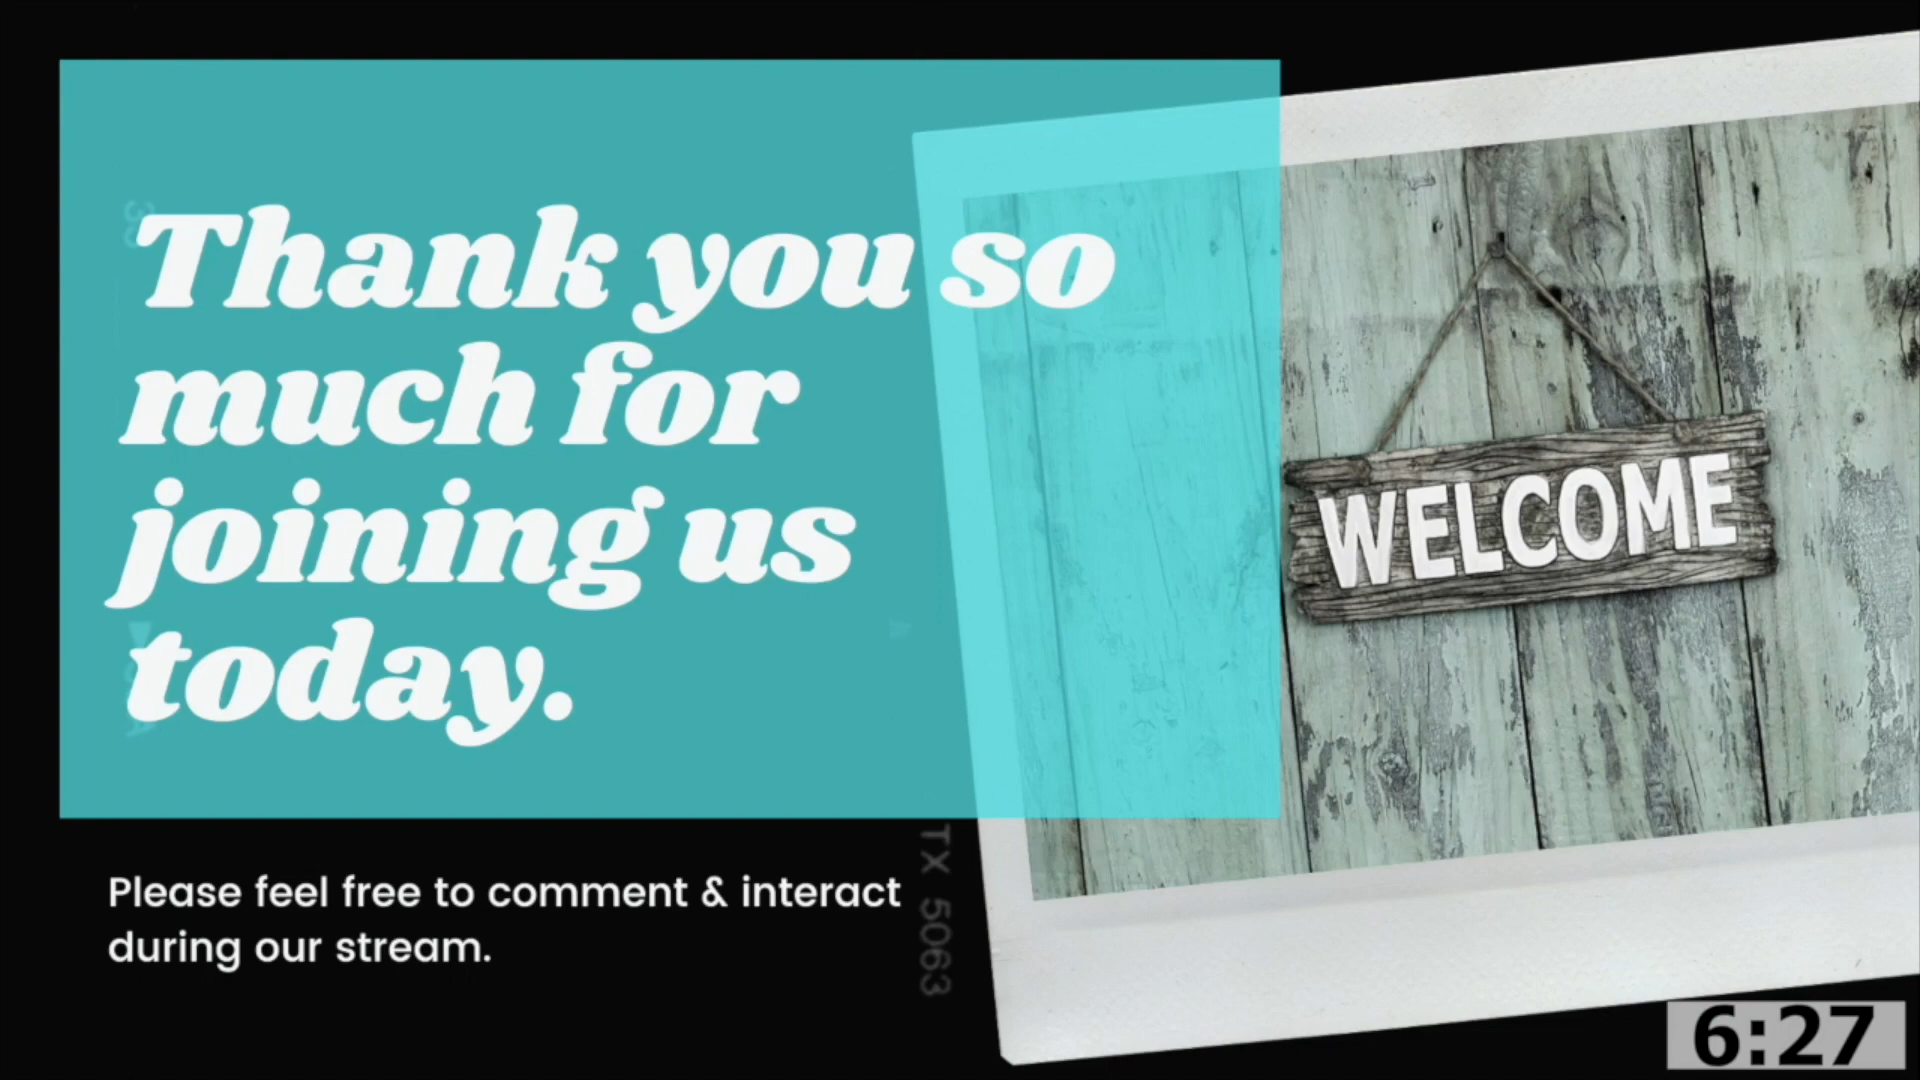 Thank you so
much for
joining us
today.
WELCOME
Please feel free to comment & interact
during our stream.
TX 5063
6:27